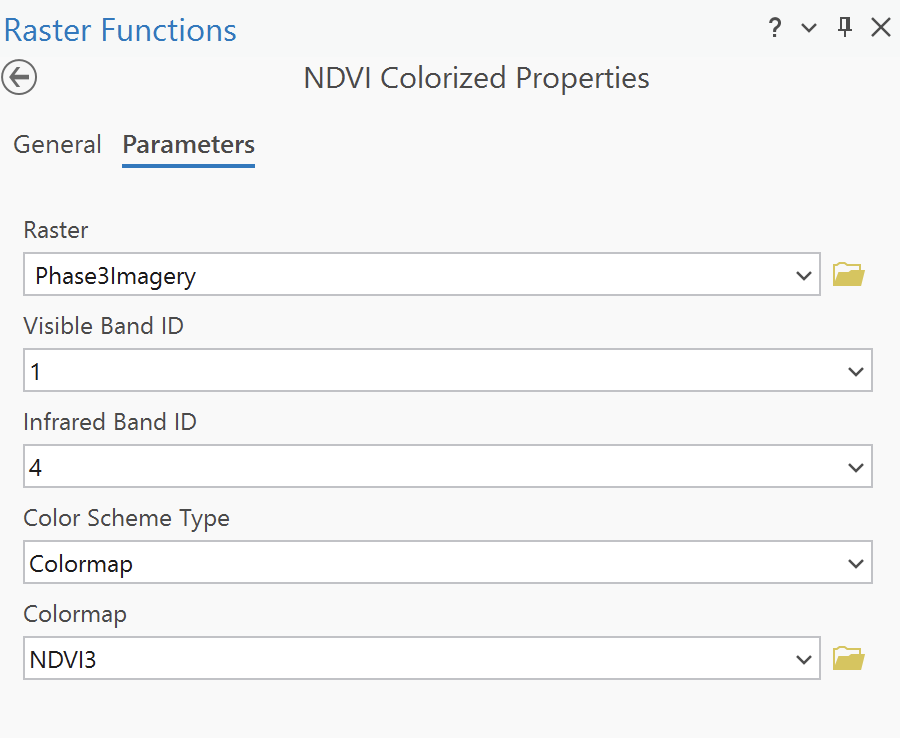 Raster Functions
?
NDVI Colorized Properties
General Parameters
Raster
Phase3Imagery
Visible Band ID
1
Infrared Band ID
4
Color Scheme Type
Colormap
Colormap
NDVI3